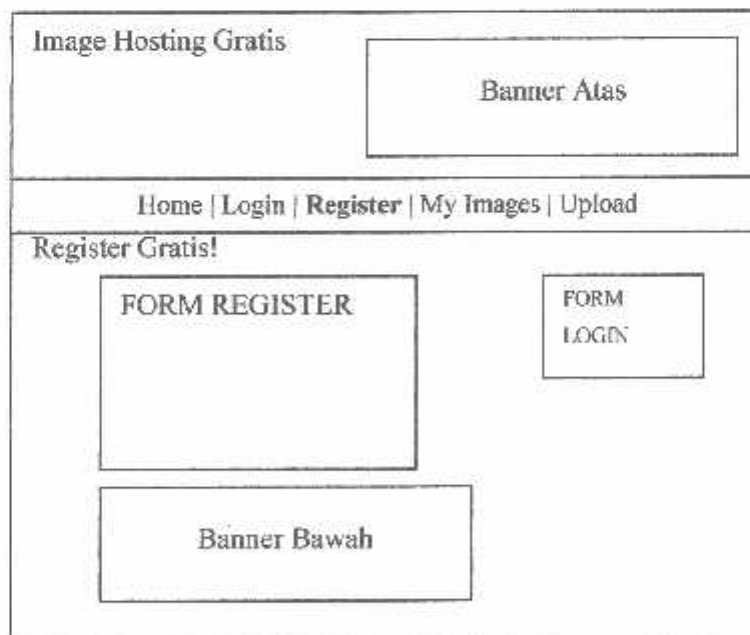 Image Hosting Gratis
Banner Atas
Home | Login | Register | My Images | Upload
Register Gratis!
FORM REGISTER
FORM
LOGIN
Banner Bawah